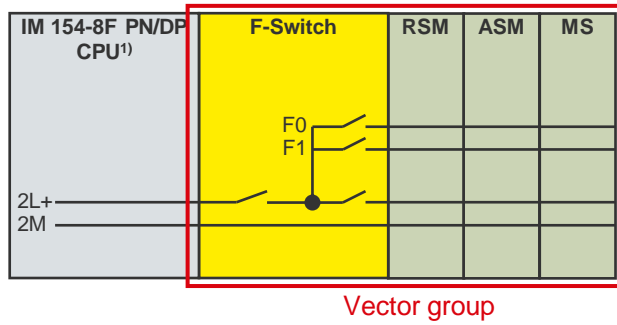 IM 154-8F PN/DP CPU1) F-Switch RSM ASM MS
F0
F1
2L+
2M
Vector group